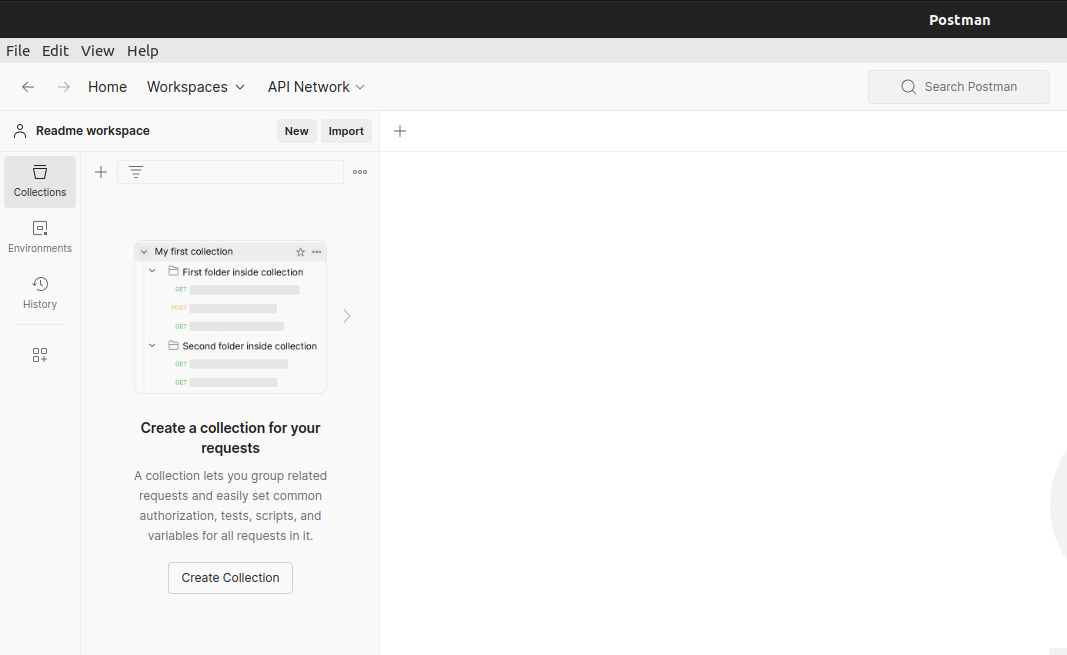 Postman
File Edit View Help
Home Workspaces API Network Search Postman
Readme workspace New Import
Collections
Environments
History
My first collection
First folder inside collection
GET
POST
GET
Second folder inside collection
GET
GET
Create a collection for your
requests
A collection lets you group related
requests and easily set common
authorization, tests, scripts, and
variables for all requests in it.
Create Collection